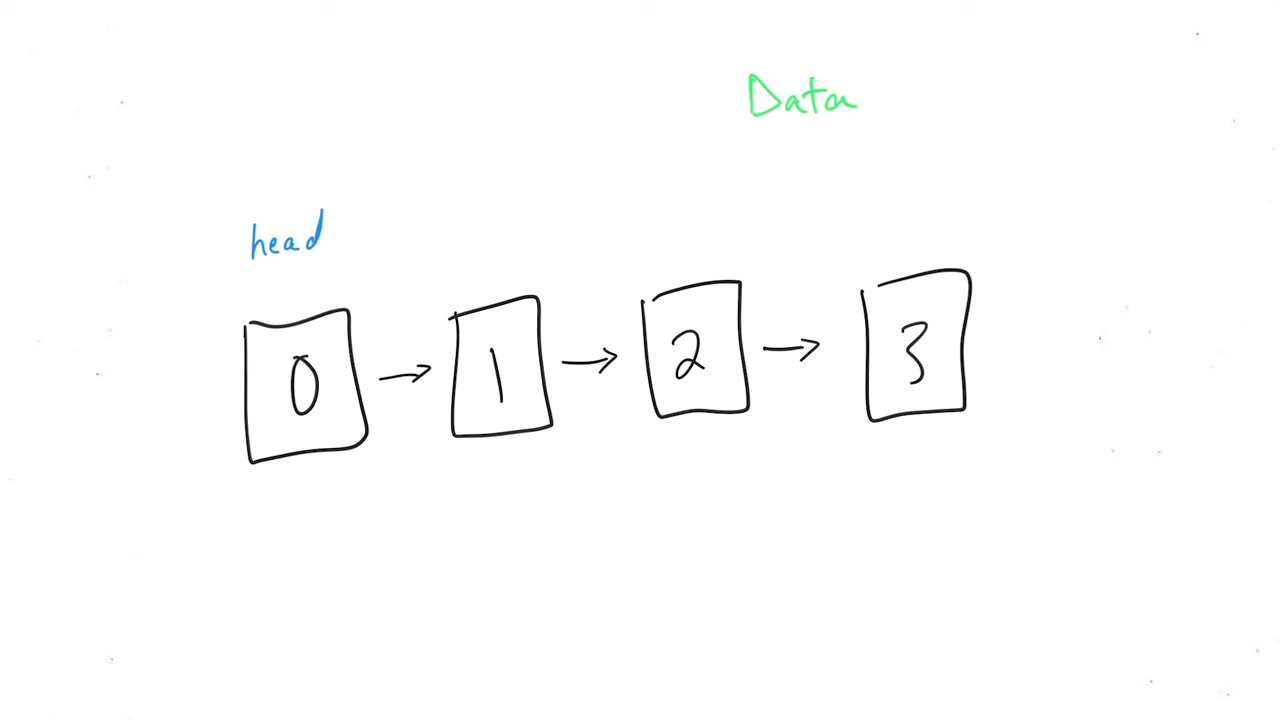 Data
head
0 → 1 → 2 → 3